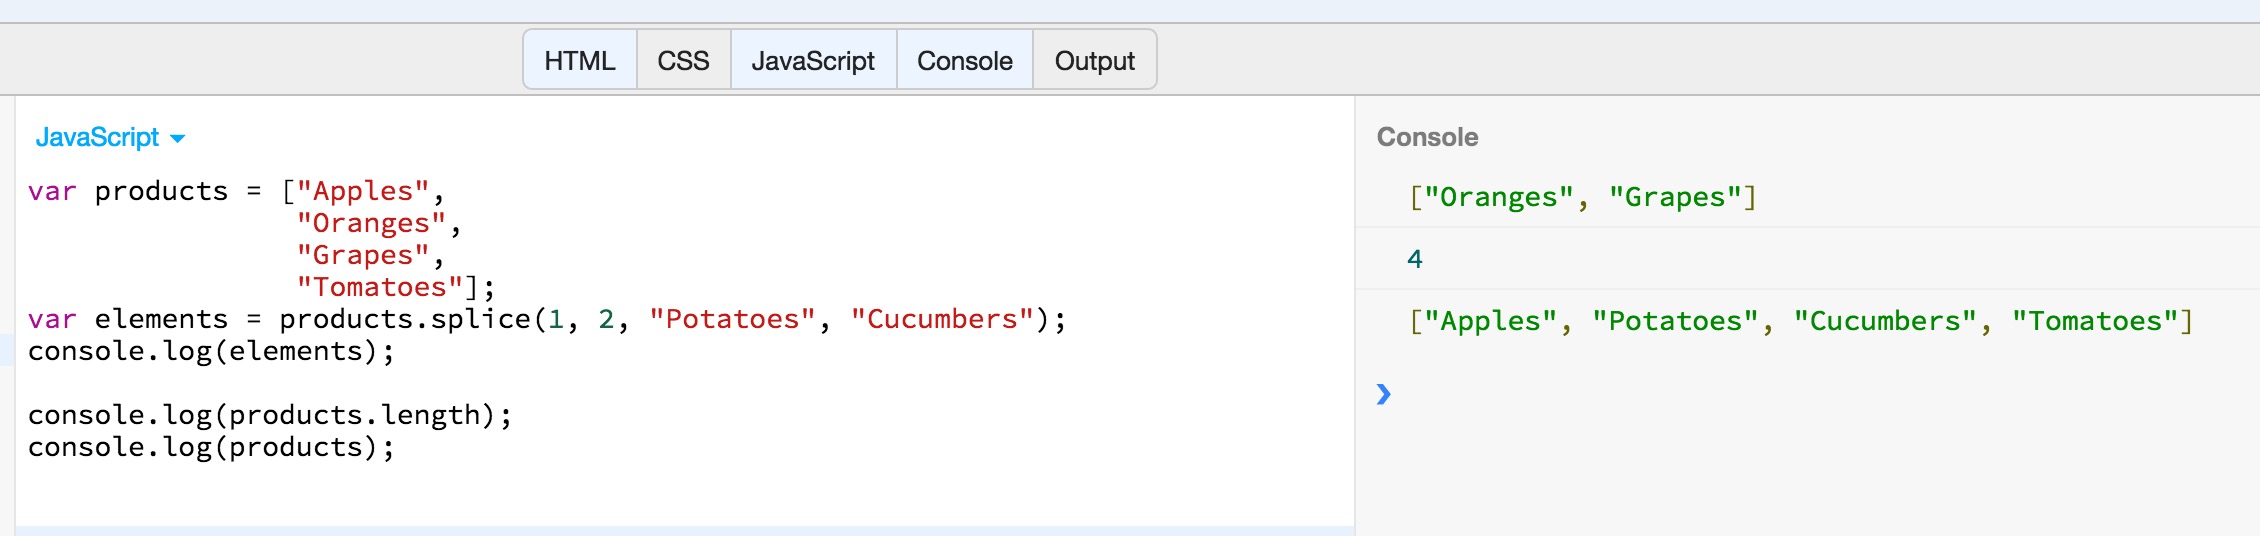 HTML CSS JavaScript Console Output
JavaScript
var products = ["Apples",
"Oranges",
"Grapes",
"Tomatoes"];
var elements = products.splice(1, 2, "Potatoes", "Cucumbers");
console.log(elements);
console.log(products.length);
console.log(products);
Console
["Oranges", "Grapes"]
4
["Apples", "Potatoes", "Cucumbers", "Tomatoes"]